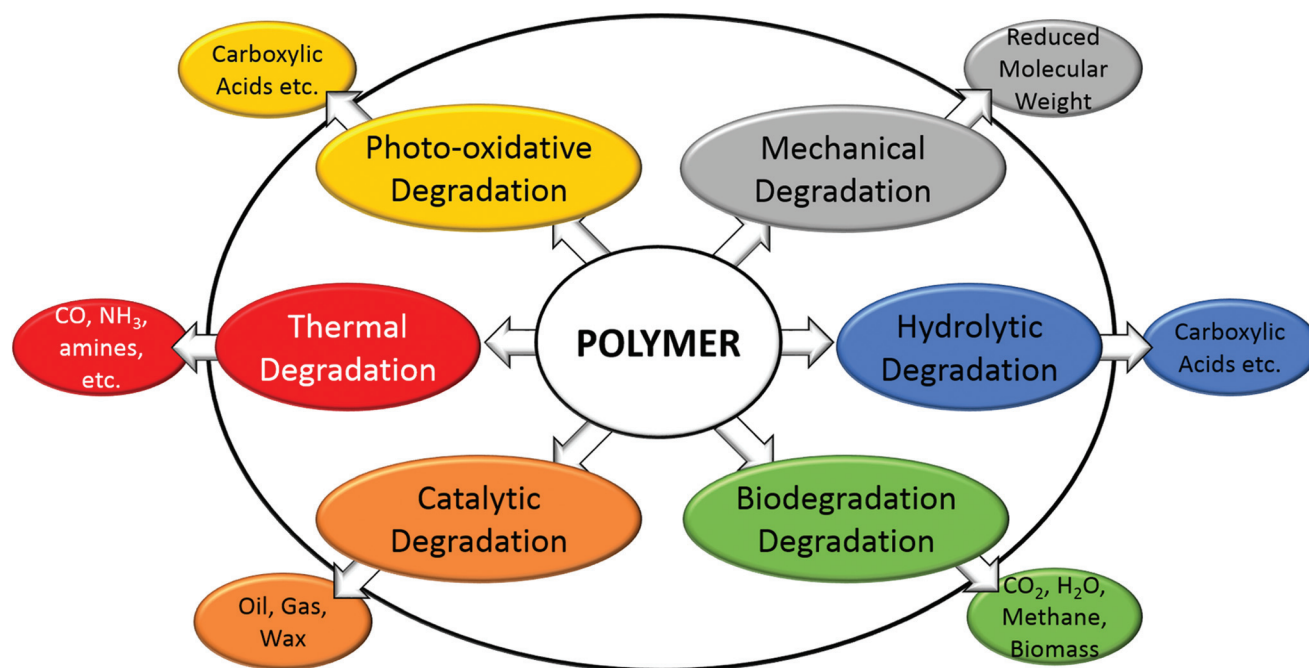 Carboxylic
Acids etc.
Reduced
Molecular
Weight
Photo-oxidative
Degradation
Mechanical
Degradation
CO, NH₃,
amines,
etc.
Thermal
Degradation
POLYMER
Hydrolytic
Degradation
Carboxylic
Acids etc.
Catalytic
Degradation
Biodegradation
Degradation
Oil, Gas,
Wax
CO₂, H₂O,
Methane,
Biomass